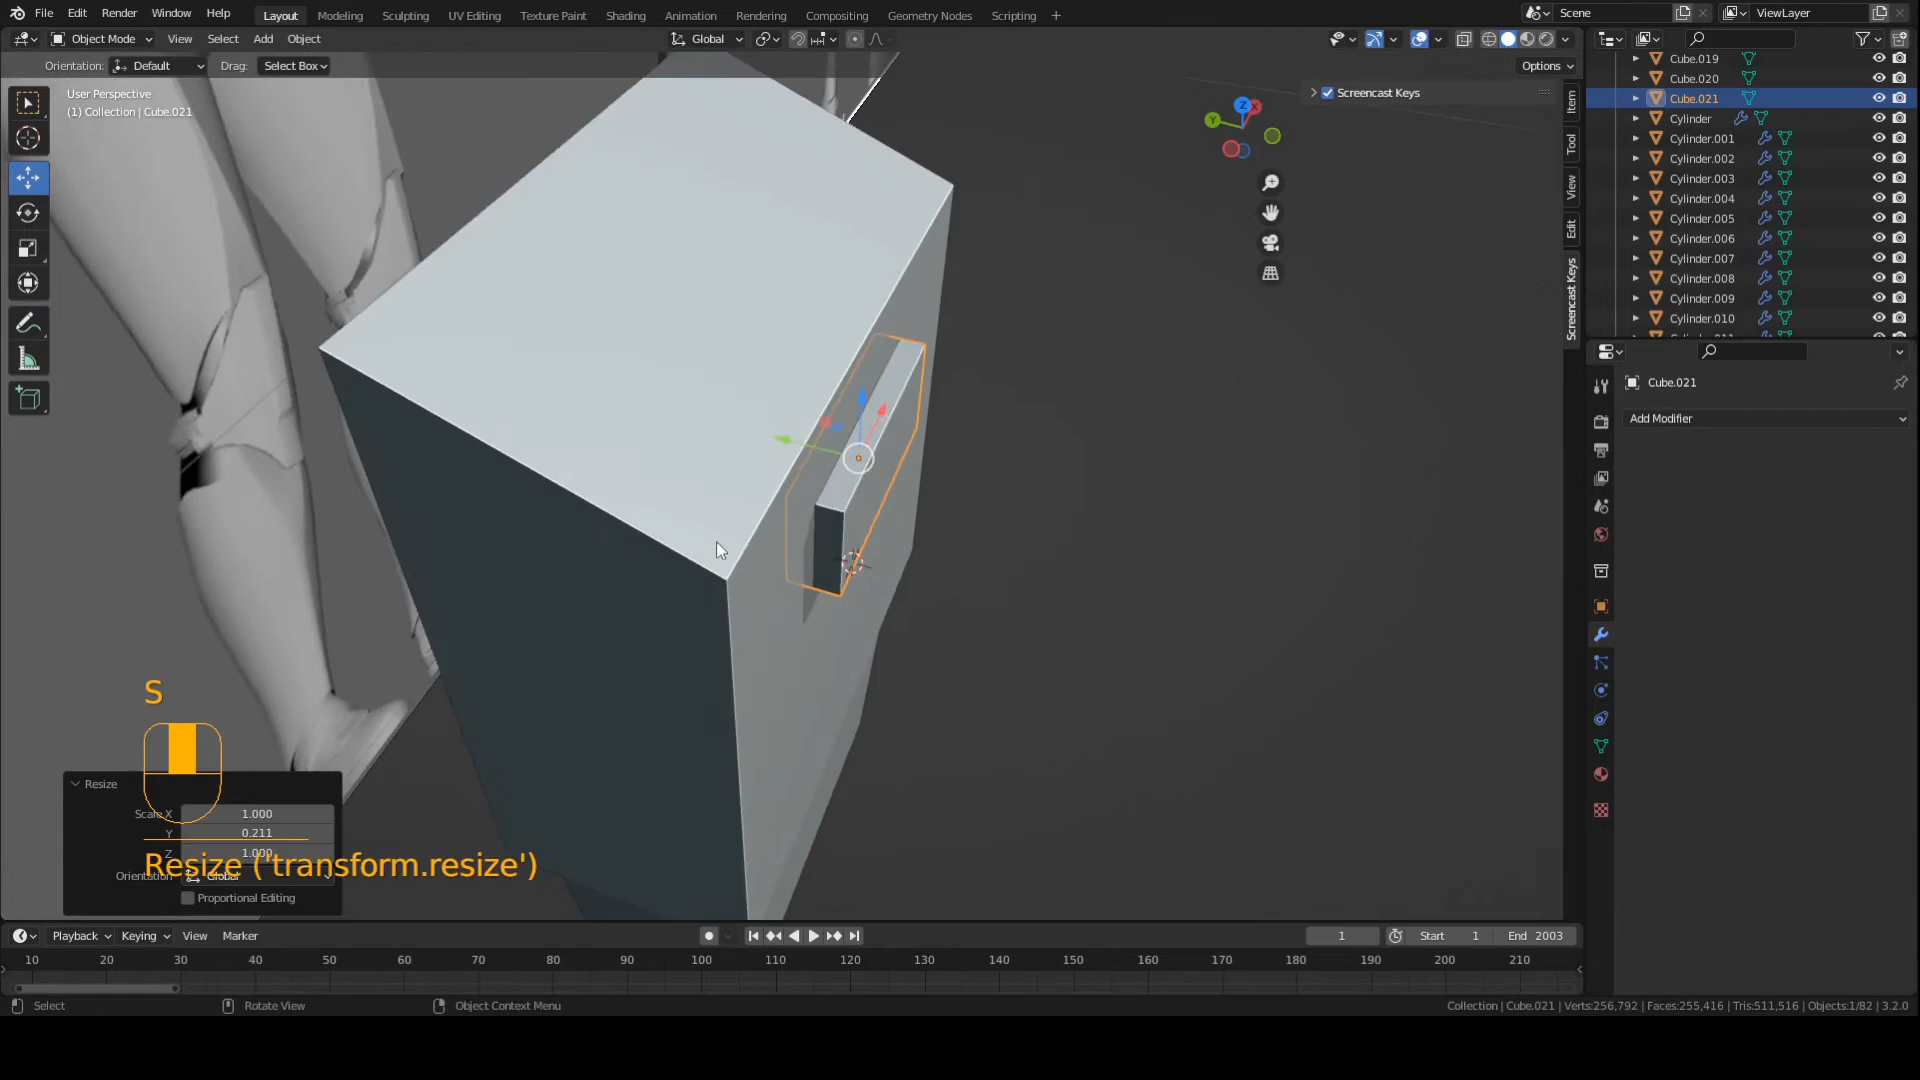 File Edit Render Window Help Layout Modeling Sculpting UV Editing Texture Paint Shading Animation Rendering Compositing Geometry Nodes Scripting Scene ViewLayer
Object Mode View Select Add Object Global
Orientation: Default Drag: Select Box Options
User Perspective
(1) Collection | Cube.021
Screencast Keys
Item
Tool
View
Edit
Screencast Keys
X
Y
Z
Cube.019
Cube.020
Cube.021
Cylinder
Cylinder.001
Cylinder.002
Cylinder.003
Cylinder.004
Cylinder.005
Cylinder.006
Cylinder.007
Cylinder.008
Cylinder.009
Cylinder.010
Cube.021
Add Modifier
S
Resize
Scale X 1.000
Y 0.211
Z 1.000
Resize ('transform.resize')
Orientation Global
Proportional Editing
Playback Keying View Marker 1 Start 1 End 2003
10 20 30 40 50 60 70 80 90 100 110 120 130 140 150 160 170 180 190 200 210
Select Rotate View Object Context Menu Collection | Cube.021 | Verts:256,792 | Faces:255,416 | Tris:511,516 | Objects:1/82 | 3.2.0